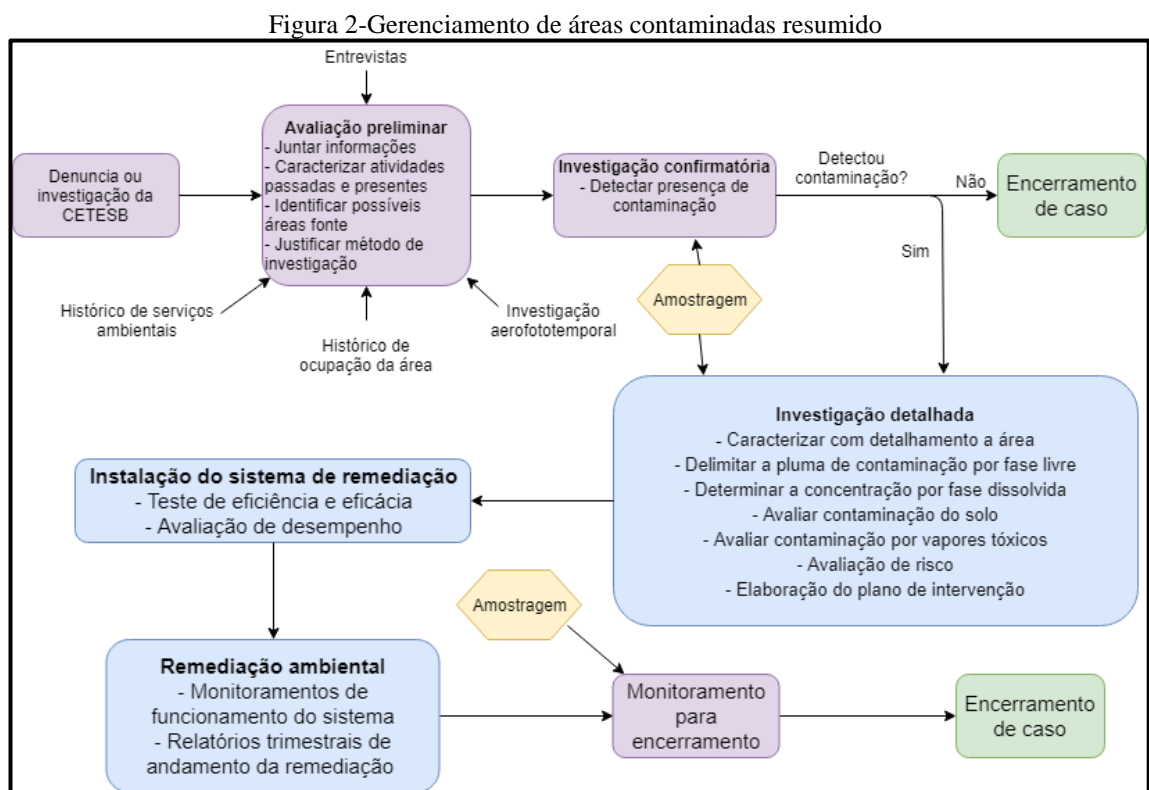 Figura 2-Gerenciamento de áreas contaminadas resumido
Entrevistas
Denuncia ou
investigação da
CETESB
Avaliação preliminar
- Juntar informações
- Caracterizar atividades
passadas e presentes
- Identificar possíveis
áreas fonte
- Justificar método de
investigação
Histórico de serviços
ambientais
Histórico de
ocupação da área
Investigação
aerofototemporal
Investigação confirmatória
- Detectar presença de
contaminação
Detectou
contaminação?
Não
Encerramento
de caso
Sim
Amostragem
Investigação detalhada
- Caracterizar com detalhamento a área
- Delimitar a pluma de contaminação por fase livre
- Determinar a concentração por fase dissolvida
- Avaliar contaminação do solo
- Avaliar contaminação por vapores tóxicos
- Avaliação de risco
- Elaboração do plano de intervenção
Instalação do sistema de remediação
- Teste de eficiência e eficácia
- Avaliação de desempenho
Remediação ambiental
- Monitoramentos de
funcionamento do sistema
- Relatórios trimestrais de
andamento da remediação
Amostragem
Monitoramento
para
encerramento
Encerramento
de caso